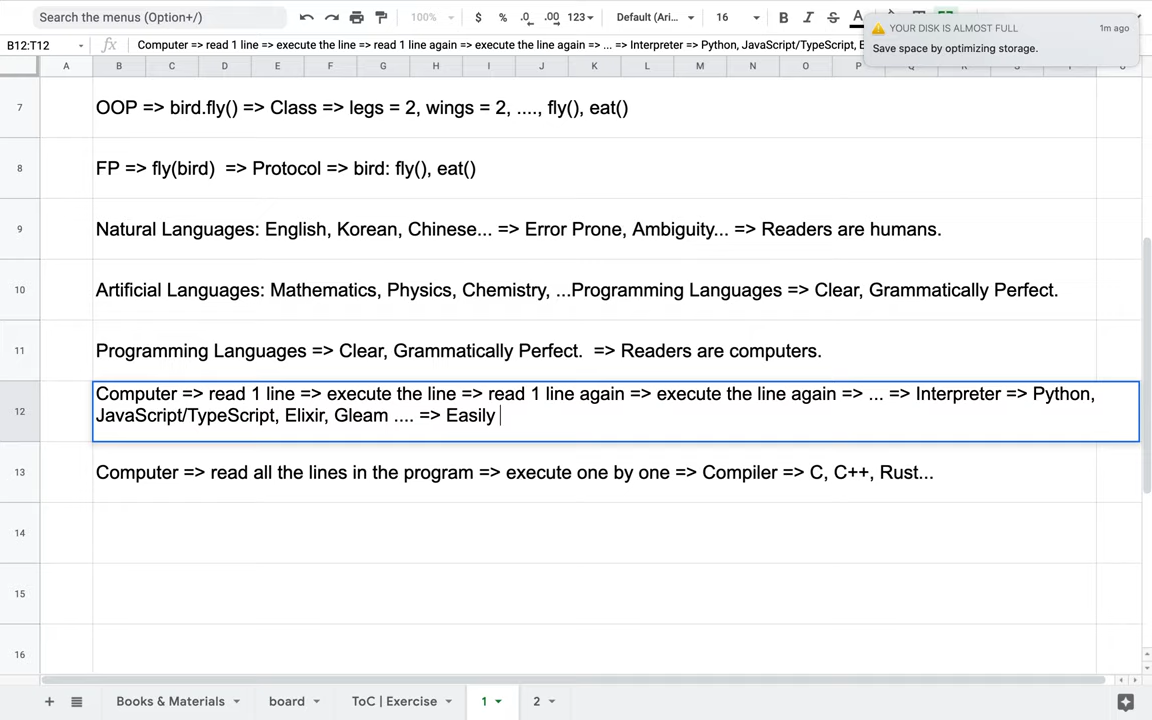 Search the menus (Option+/) 100% $ % .0 .00 123 Default (Ari... 16 B I S A
YOUR DISK IS ALMOST FULL 1m ago
Save space by optimizing storage.
B12:T12 fx Computer => read 1 line => execute the line => read 1 line again => execute the line again => ... => Interpreter => Python, JavaScript/TypeScript, E
A B C D E F G H I J K L M N O P
7 OOP => bird.fly() => Class => legs = 2, wings = 2, ...., fly(), eat()
8 FP => fly(bird)  => Protocol => bird: fly(), eat()
9 Natural Languages: English, Korean, Chinese... => Error Prone, Ambiguity... => Readers are humans.
10 Artificial Languages: Mathematics, Physics, Chemistry, ...Programming Languages => Clear, Grammatically Perfect.
11 Programming Languages => Clear, Grammatically Perfect.  => Readers are computers.
12 Computer => read 1 line => execute the line => read 1 line again => execute the line again => ... => Interpreter => Python,
JavaScript/TypeScript, Elixir, Gleam .... => Easily
13 Computer => read all the lines in the program => execute one by one => Compiler => C, C++, Rust...
14
15
16
+ Books & Materials board ToC | Exercise 1 2